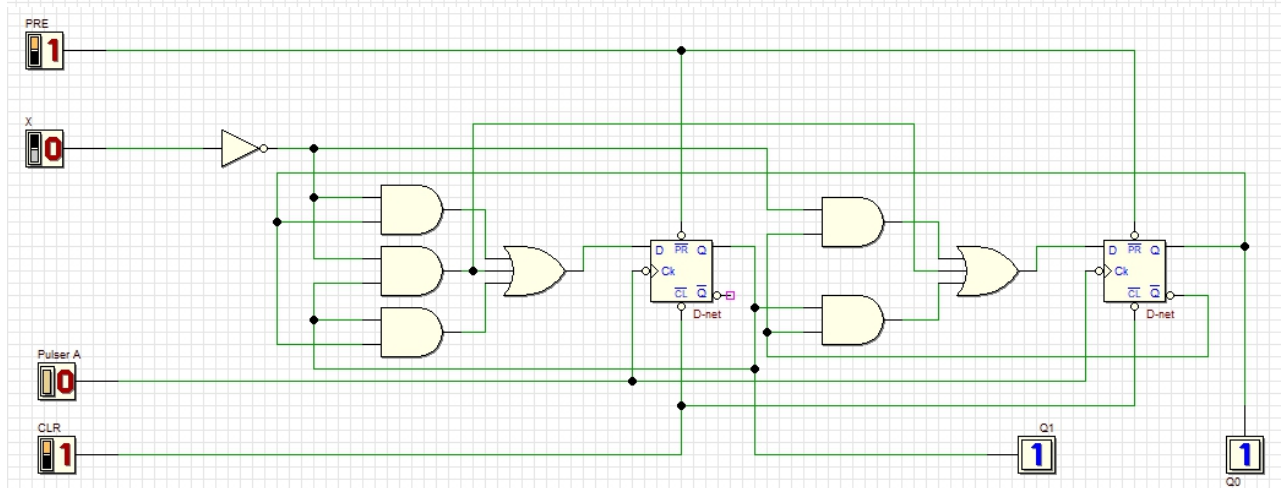 PRE
1
X
0
D PR Q
Ck
CL Q
D-net
D PR Q
Ck
CL Q
D-net
Pulser A
0
CLR
1
Q1
1
1
Q0